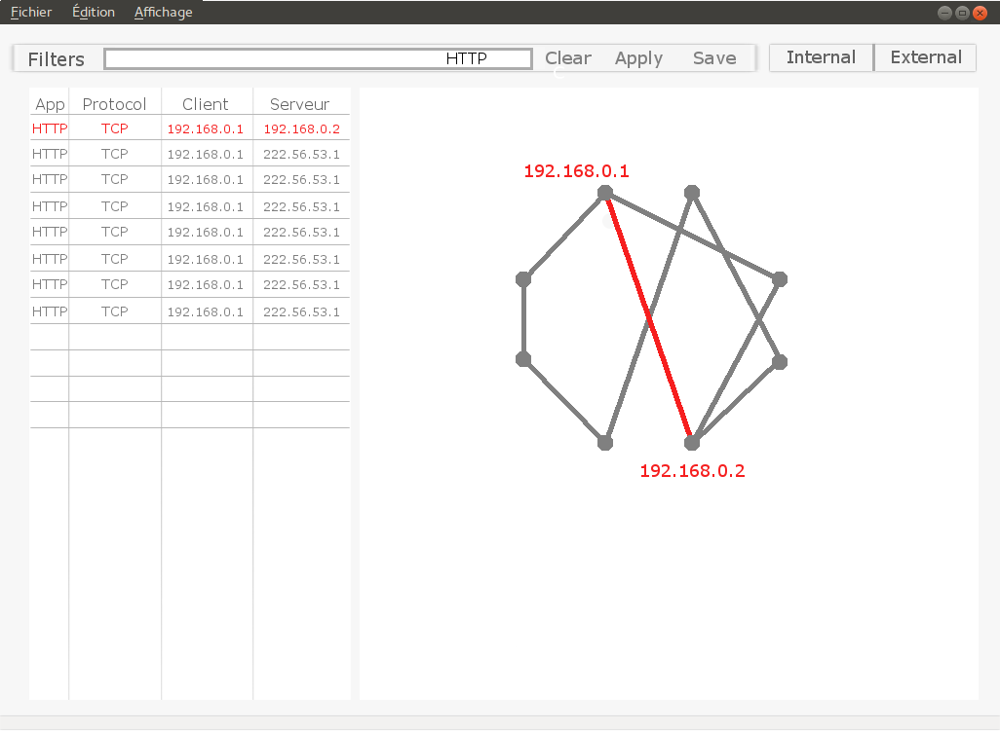 Fichier Édition Affichage
Filters HTTP Clear Apply Save Internal External
App Protocol Client Serveur
HTTP TCP 192.168.0.1 192.168.0.2
HTTP TCP 192.168.0.1 222.56.53.1
HTTP TCP 192.168.0.1 222.56.53.1
HTTP TCP 192.168.0.1 222.56.53.1
HTTP TCP 192.168.0.1 222.56.53.1
HTTP TCP 192.168.0.1 222.56.53.1
HTTP TCP 192.168.0.1 222.56.53.1
HTTP TCP 192.168.0.1 222.56.53.1
192.168.0.1
192.168.0.2